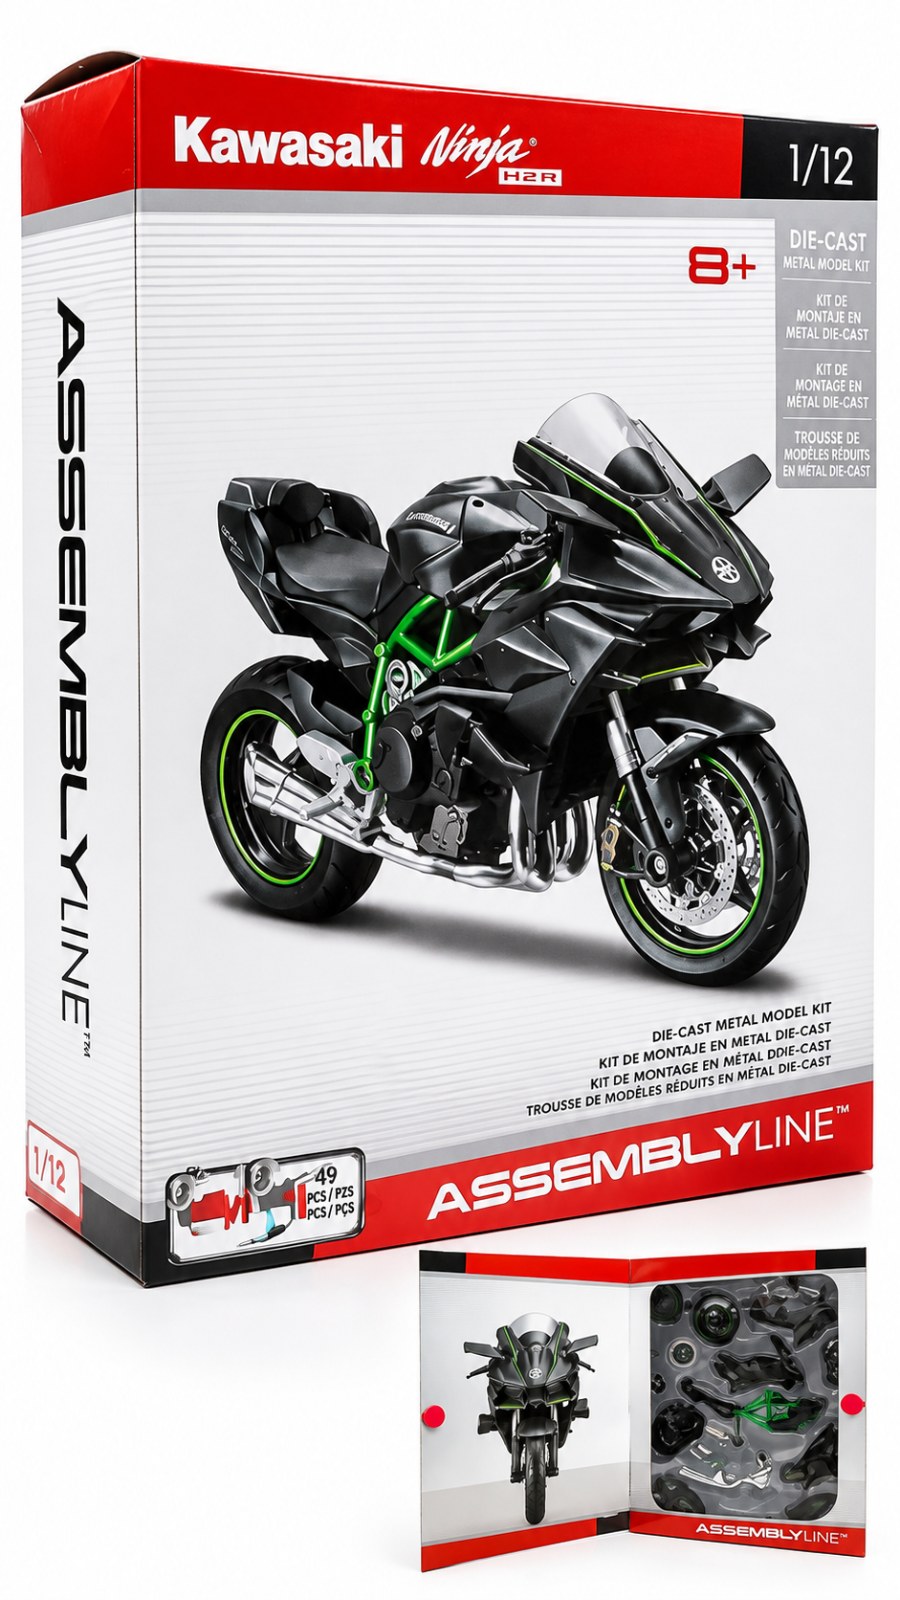 Kawasaki Ninja®
H2R
1/12
8+
DIE-CAST
METAL MODEL KIT
KIT DE
MONTAJE EN
METAL DIE-CAST
KIT DE
MONTAGE EN
MÉTAL DIE-CAST
TROUSSE DE
MODÈLES RÉDUITS
EN MÉTAL DIE-CAST
ASSEMBLYLINE™
DIE-CAST METAL MODEL KIT
KIT DE MONTAJE EN METAL DIE-CAST
KIT DE MONTAGE EN MÉTAL DDIE-CAST
TROUSSE DE MODÈLES RÉDUITS EN MÉTAL DIE-CAST
ASSEMBLYLINE™
1/12
49
PCS / PZS
PCS / PÇS
ASSEMBLYLINE™